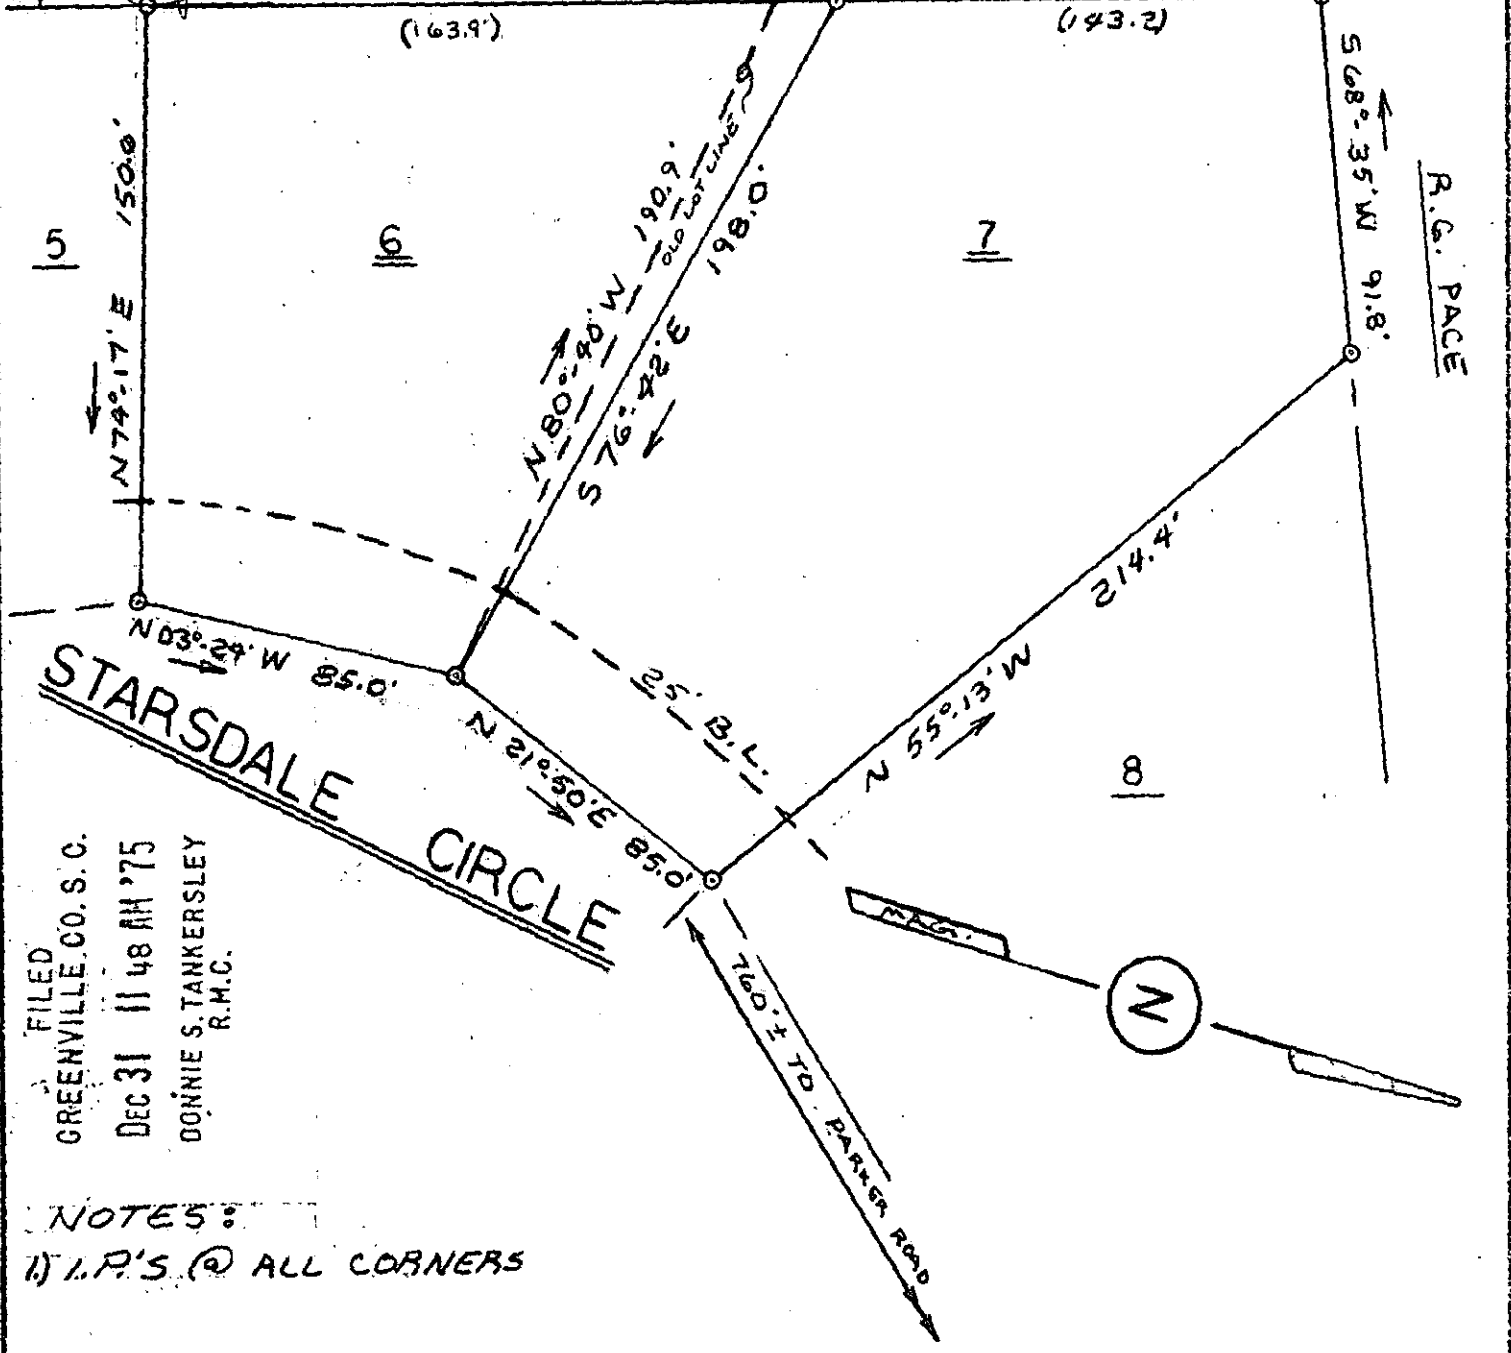 (163.9')
(143.2)
S 68°-35' W 91.8'
R.G. PACE
N 74°-17' E 150.0'
5
6
7
N 80°-40' W 190.9'
OLD LOT LINE
S 76°-42' E 198.0'
N 03°-29' W 85.0'
STARSDALE CIRCLE
N 21°-50' E 85.0'
25' B.L.
N 55°-13' W 214.4'
8
MAG.
N
760'± TO PARKER ROAD
FILED
GREENVILLE.CO. S. C.
DEC 31 11 48 AM '75
DONNIE S. TANKERSLEY
R.M.C.
NOTES:
1) I.P.'S @ ALL CORNERS